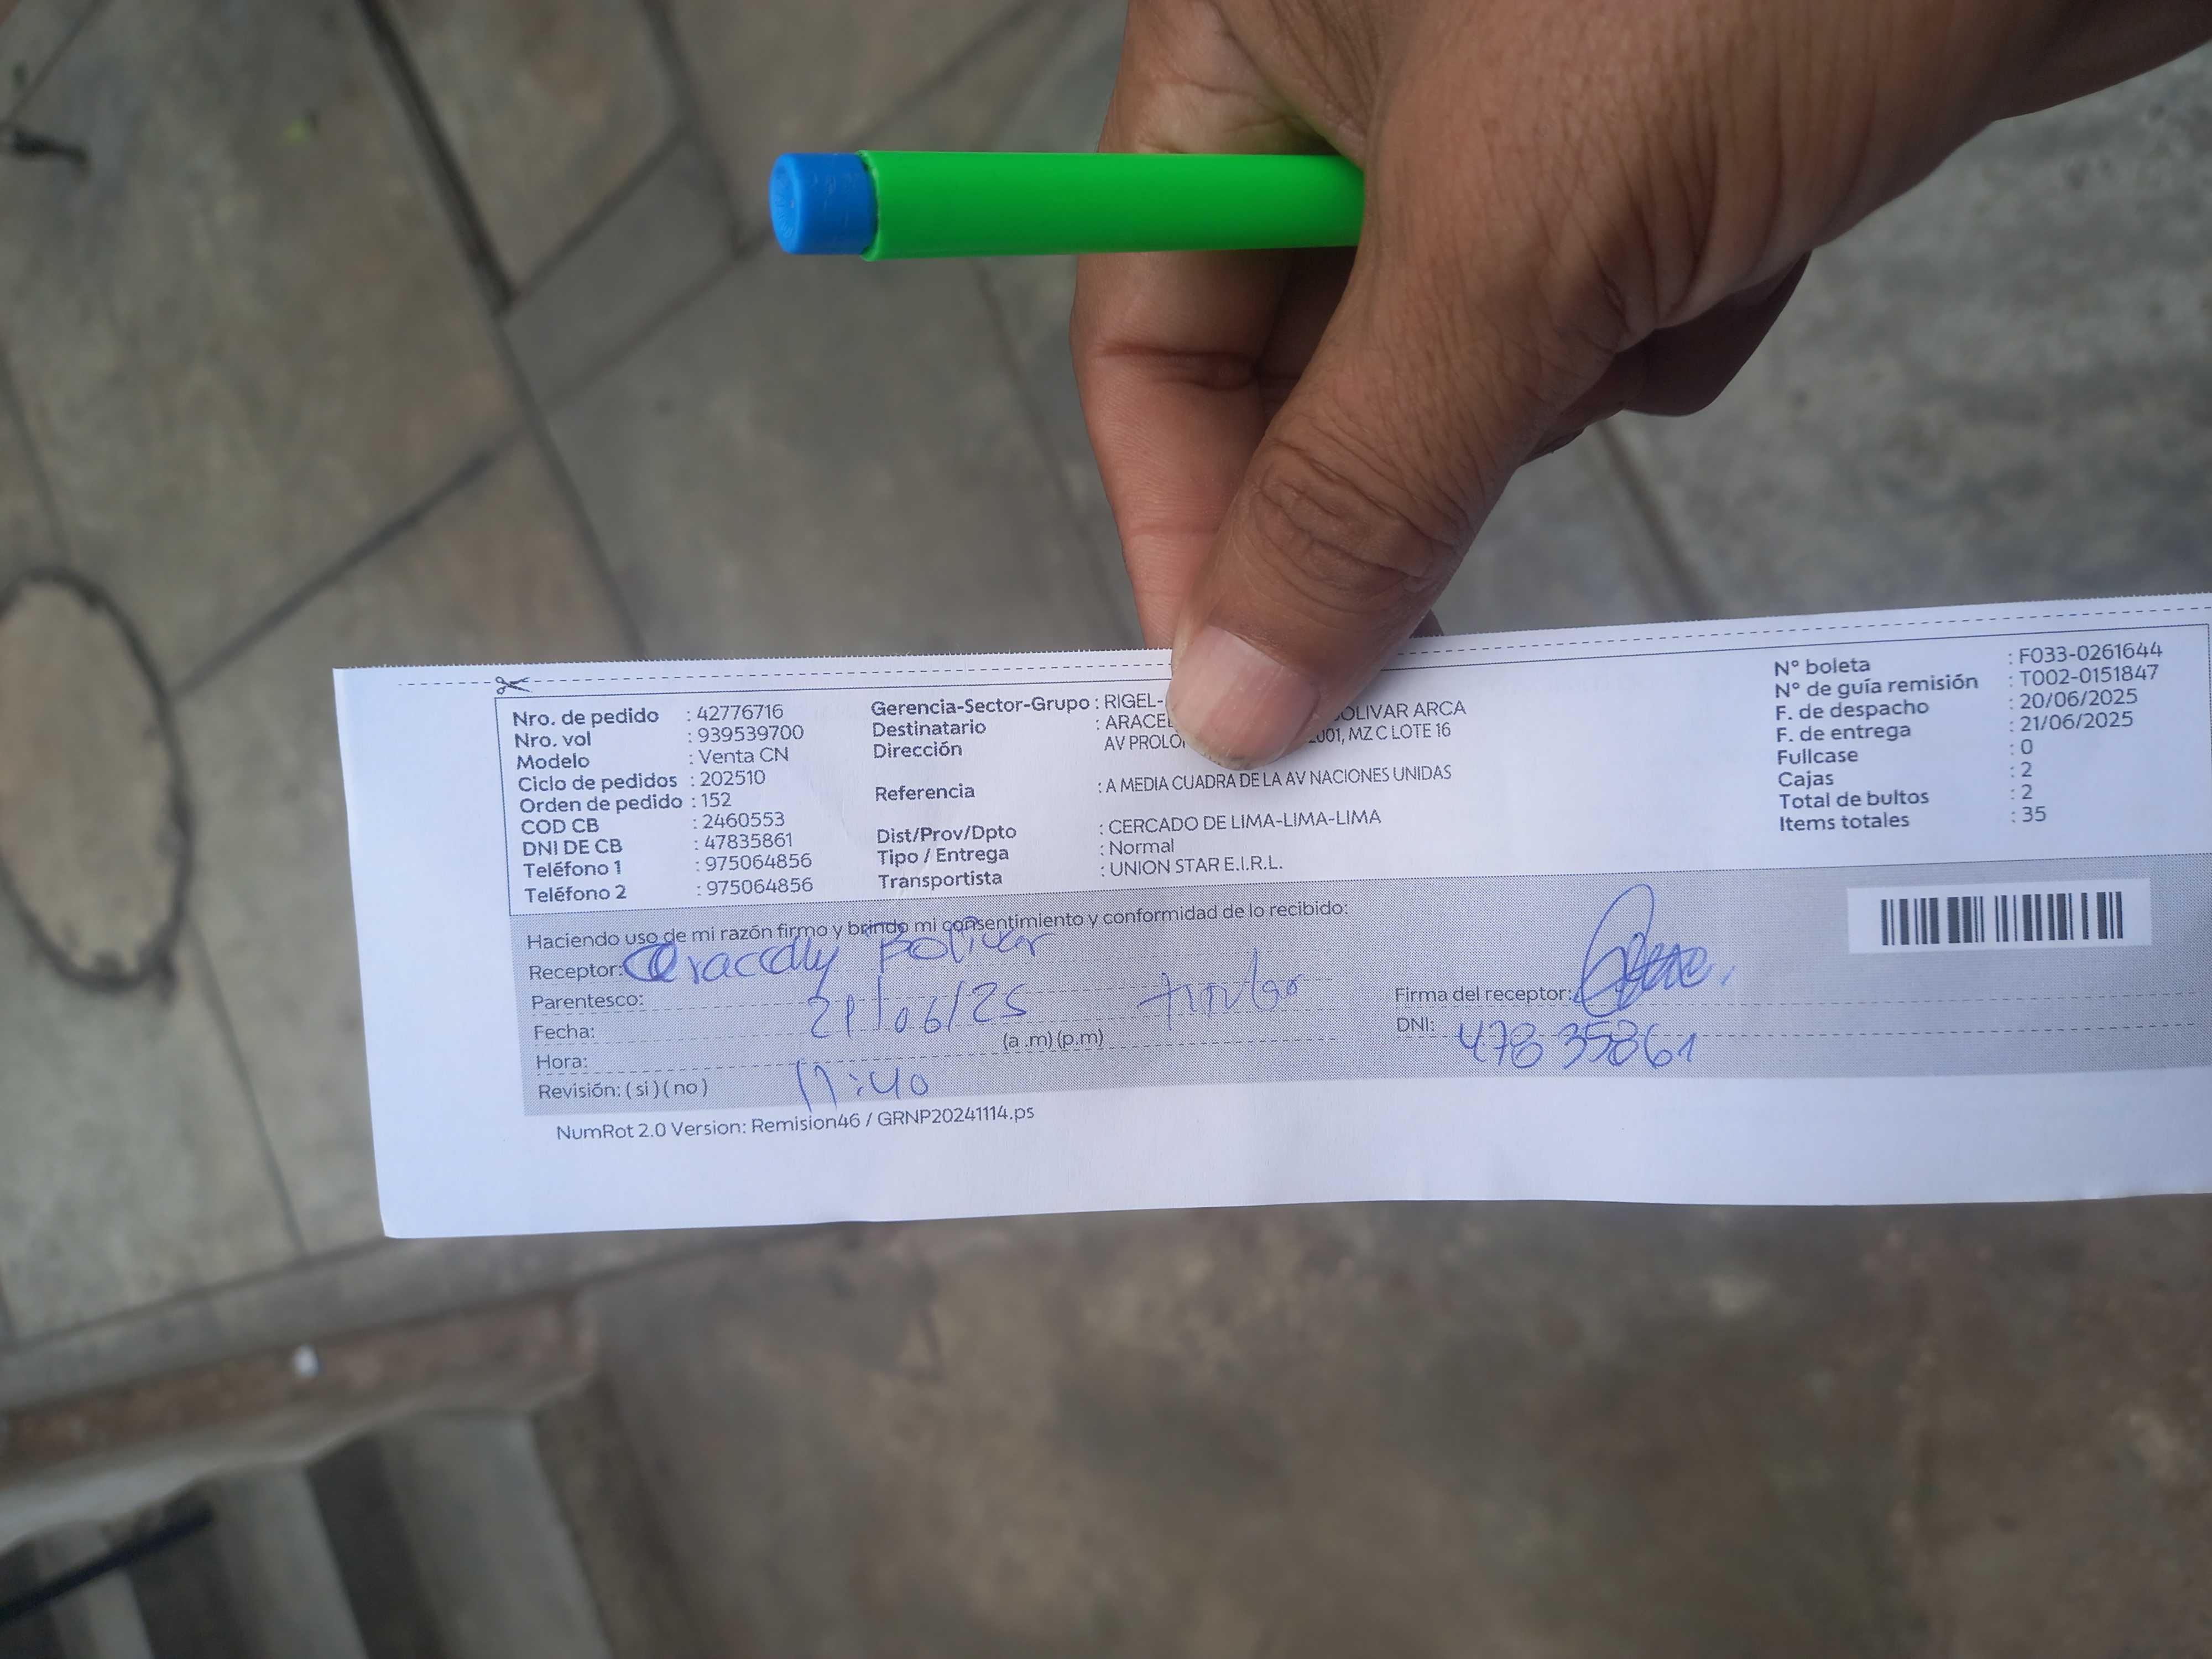 Nro. de pedido : 42776716
Nro. vol : 939539700
Modelo : Venta CN
Ciclo de pedidos : 202510
Orden de pedido : 152
COD CB : 2460553
DNI DE CB : 47835861
Teléfono 1 : 975064856
Teléfono 2 : 975064856
Gerencia-Sector-Grupo : RIGEL-
Destinatario : BOLIVAR ARCA
Dirección AV LOTE 16
Referencia : A MEDIA CUADRA DE LA AV NACIONES UNIDAS
Dist/Prov/Dpto : CERCADO DE LIMA-LIMA-LIMA
Tipo / Entrega : Normal
Transportista : UNION STAR E.I.R.L.
N° boleta : F033-0261644
N° de guía remisión : T002-0151847
F. de despacho : 20/06/2025
F. de entrega : 21/06/2025
Fullcase : 0
Cajas : 2
Total de bultos : 2
Items totales : 35
Haciendo uso de mi razón firmo y brindo mi consentimiento y conformidad de lo recibido:
Receptor: Bolivar
Parentesco:
Fecha: 21/06/25
Hora: (a .m) (p.m)
Revisión: ( si ) ( no ) 11:40
Firma del receptor:
DNI: 47835861
NumRot 2.0 Version: Remision46 / GRNP20241114.ps